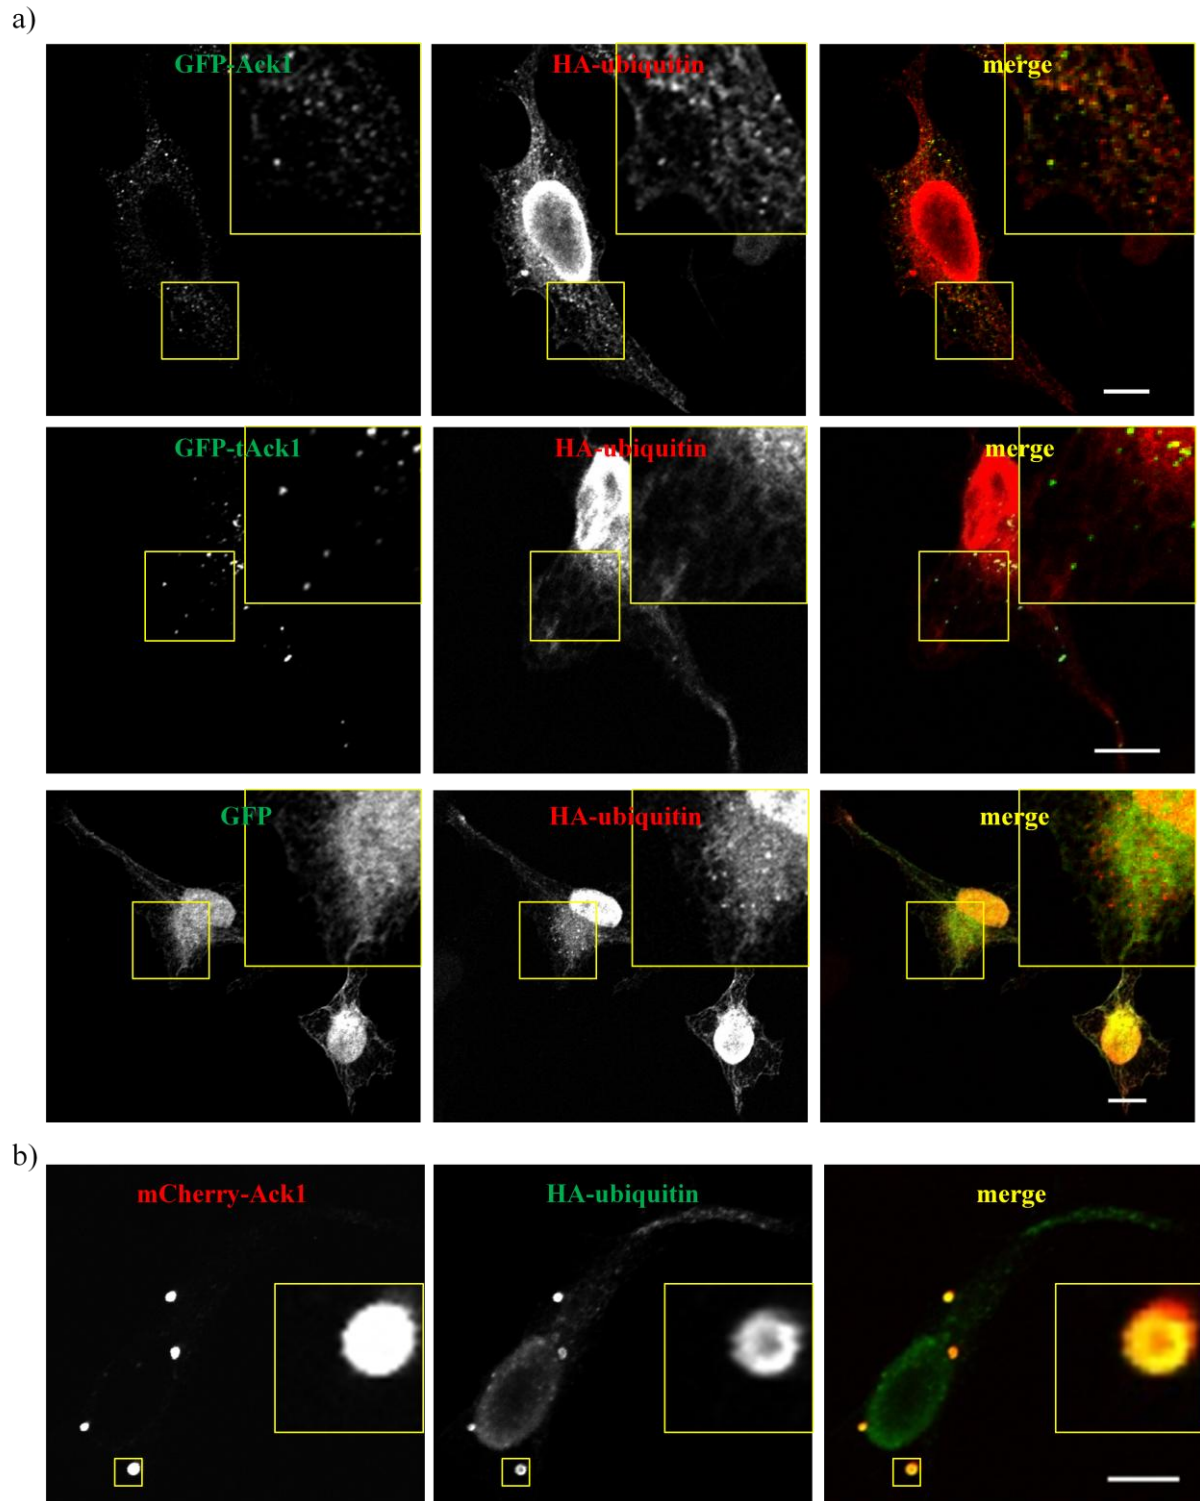 a)
GFP-Ack1 HA-ubiquitin merge
GFP-tAck1 HA-ubiquitin merge
GFP HA-ubiquitin merge
b)
mCherry-Ack1 HA-ubiquitin merge